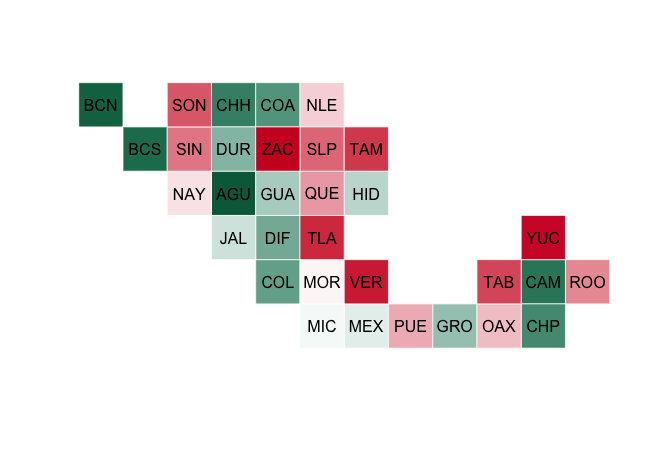 BCN SON CHH COA NLE
BCS SIN DUR ZAC SLP TAM
NAY AGU GUA QUE HID
JAL DIF TLA YUC
COL MOR VER TAB CAM ROO
MIC MEX PUE GRO OAX CHP